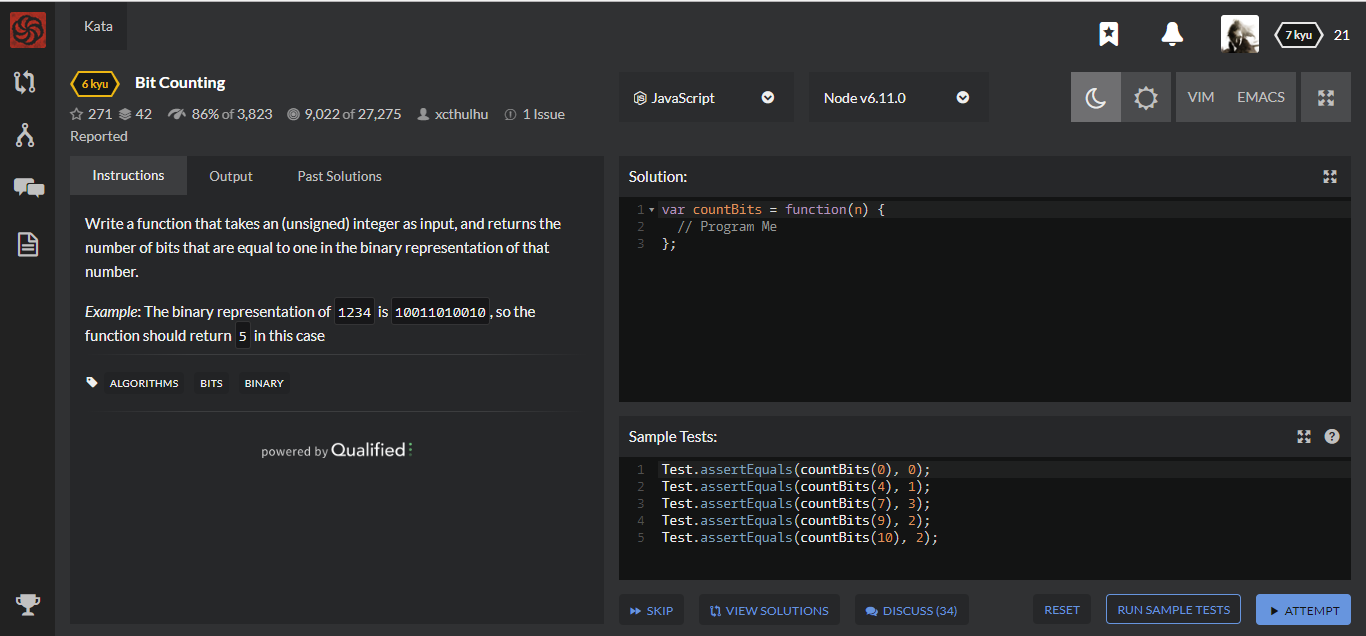 Kata
7 kyu 21
6 kyu Bit Counting
271 42 86% of 3,823 9,022 of 27,275 xcthulhu 1 Issue
Reported
JavaScript
Node v6.11.0
VIM EMACS
Instructions Output Past Solutions
Write a function that takes an (unsigned) integer as input, and returns the
number of bits that are equal to one in the binary representation of that
number.
Example: The binary representation of 1234 is 10011010010, so the
function should return 5 in this case
ALGORITHMS BITS BINARY
powered by Qualified
Solution:
1 var countBits = function(n) {
2 // Program Me
3 };
Sample Tests:
1 Test.assertEquals(countBits(0), 0);
2 Test.assertEquals(countBits(4), 1);
3 Test.assertEquals(countBits(7), 3);
4 Test.assertEquals(countBits(9), 2);
5 Test.assertEquals(countBits(10), 2);
SKIP VIEW SOLUTIONS DISCUSS (34) RESET RUN SAMPLE TESTS ATTEMPT